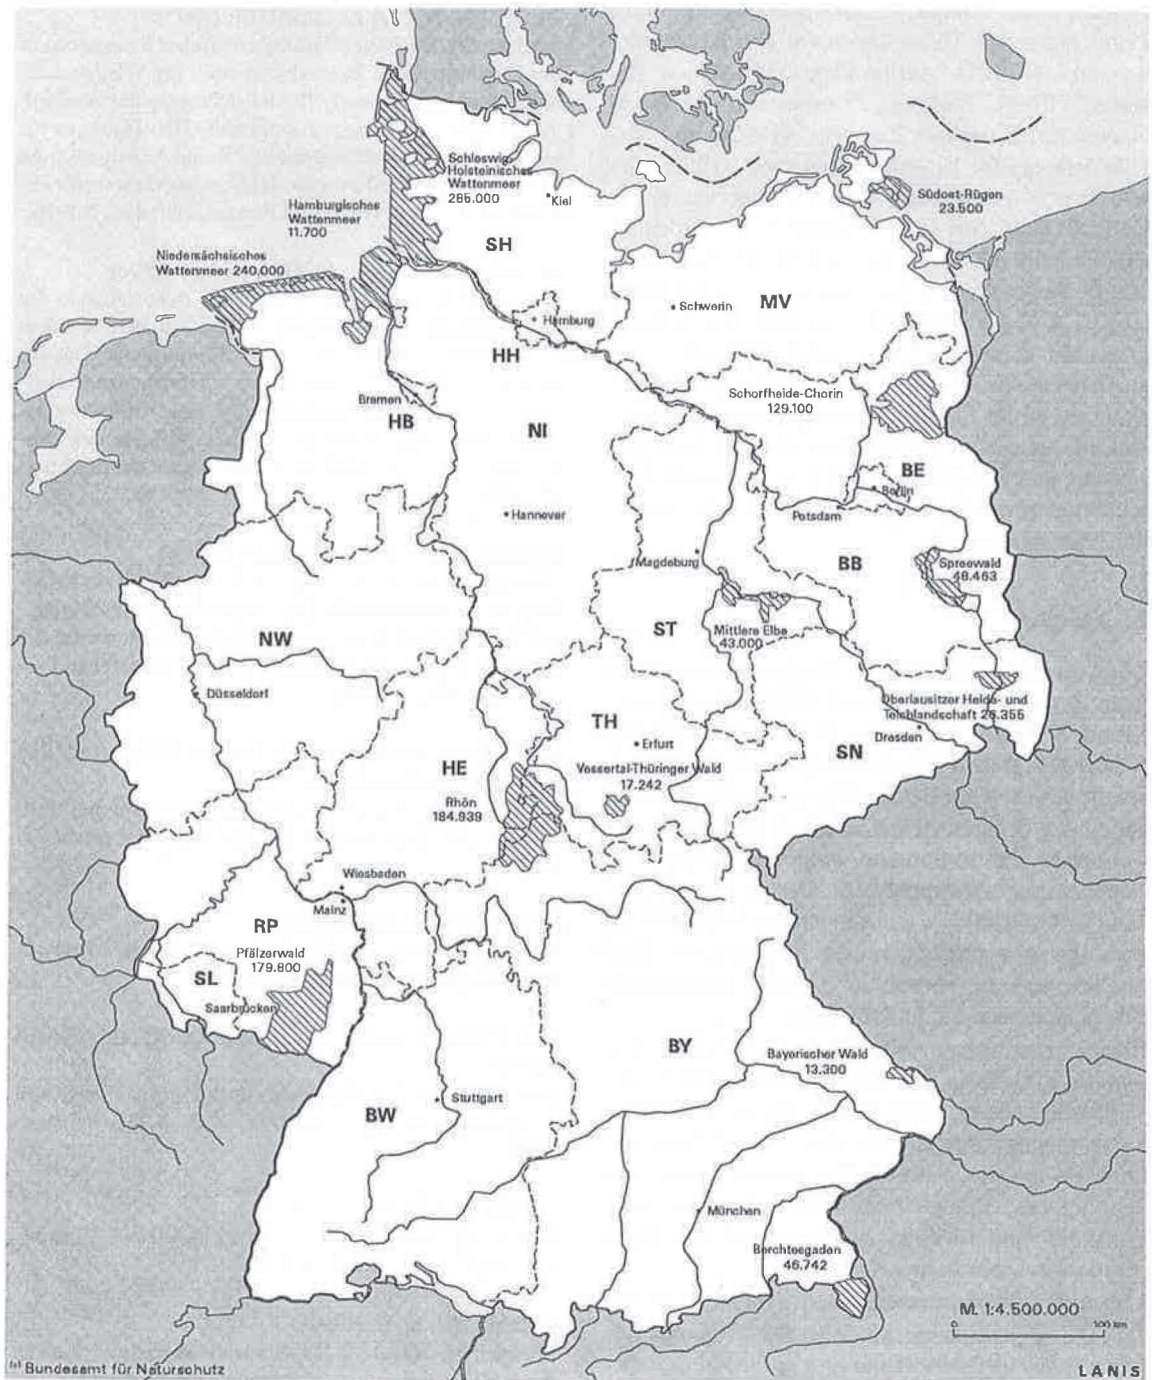 Schleswig-
Holsteinisches
Wattenmeer
285.000
Kiel
Hamburgisches
Wattenmeer
11.700
SH
Südost-Rügen
23.500
Niedersächsisches
Wattenmeer 240.000
Schwerin
MV
Hamburg
HH
Schorfheide-Chorin
129.100
Bremen
HB
NI
BE
Berlin
Hannover
Potsdam
Magdeburg
BB
Spreewald
48.463
NW
ST
Mittlere Elbe
43.000
Düsseldorf
Oberlausitzer Heide- und
Teichlandschaft 26.355
TH
Dresden
Erfurt
SN
HE
Vessertal-Thüringer Wald
17.242
Rhön
184.939
Wiesbaden
Mainz
RP
Pfälzerwald
179.800
SL
Saarbrücken
BY
Bayerischer Wald
13.300
Stuttgart
BW
München
Berchtesgaden
46.742
M. 1:4.500.000
0 100 km
(c) Bundesamt für Naturschutz
LANIS